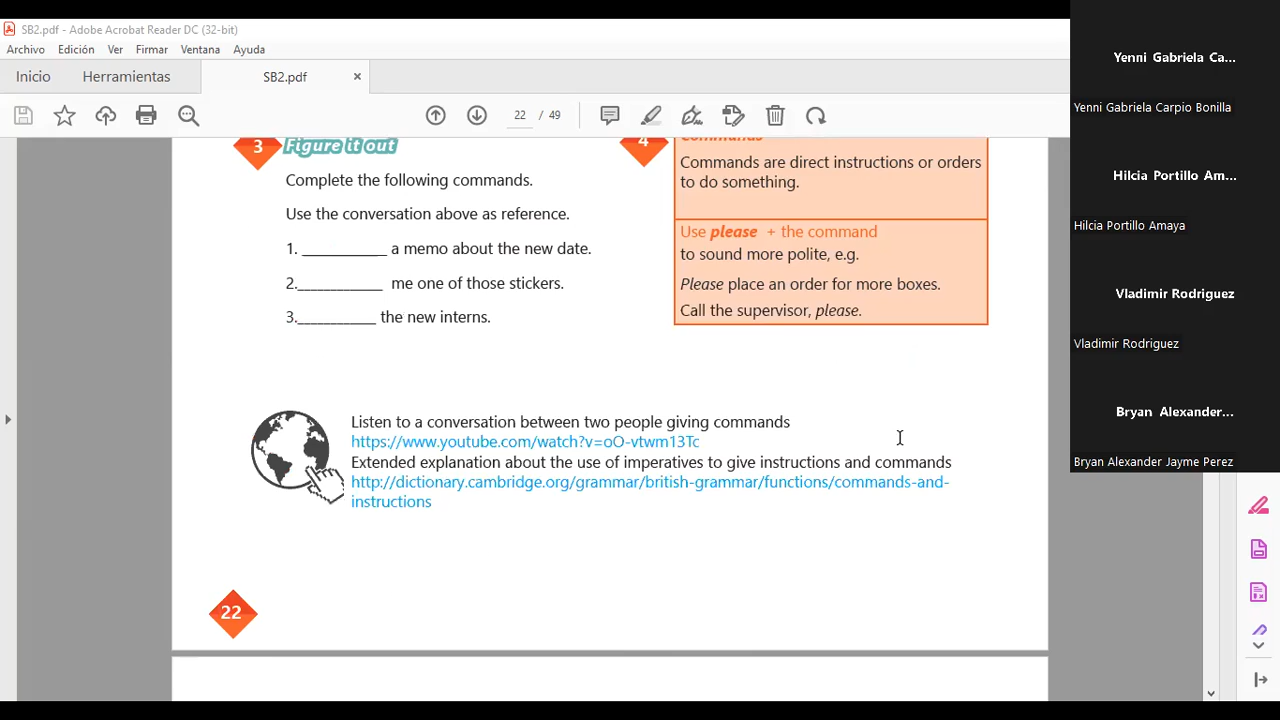 SB2.pdf - Adobe Acrobat Reader DC (32-bit)
Archivo Edición Ver Firmar Ventana Ayuda
Inicio Herramientas SB2.pdf ×
22 / 49
3 Figure it out
Complete the following commands.
Use the conversation above as reference.
1. ____________ a memo about the new date.
2.____________ me one of those stickers.
3.___________ the new interns.
4 Commands
Commands are direct instructions or orders
to do something.
Use please + the command
to sound more polite, e.g.
Please place an order for more boxes.
Call the supervisor, please.
Listen to a conversation between two people giving commands
https://www.youtube.com/watch?v=oO-vtwm13Tc
Extended explanation about the use of imperatives to give instructions and commands
http://dictionary.cambridge.org/grammar/british-grammar/functions/commands-and-
instructions
22
Yenni Gabriela Ca...
Yenni Gabriela Carpio Bonilla
Hilcia Portillo Am...
Hilcia Portillo Amaya
Vladimir Rodriguez
Vladimir Rodriguez
Bryan Alexander...
Bryan Alexander Jayme Perez